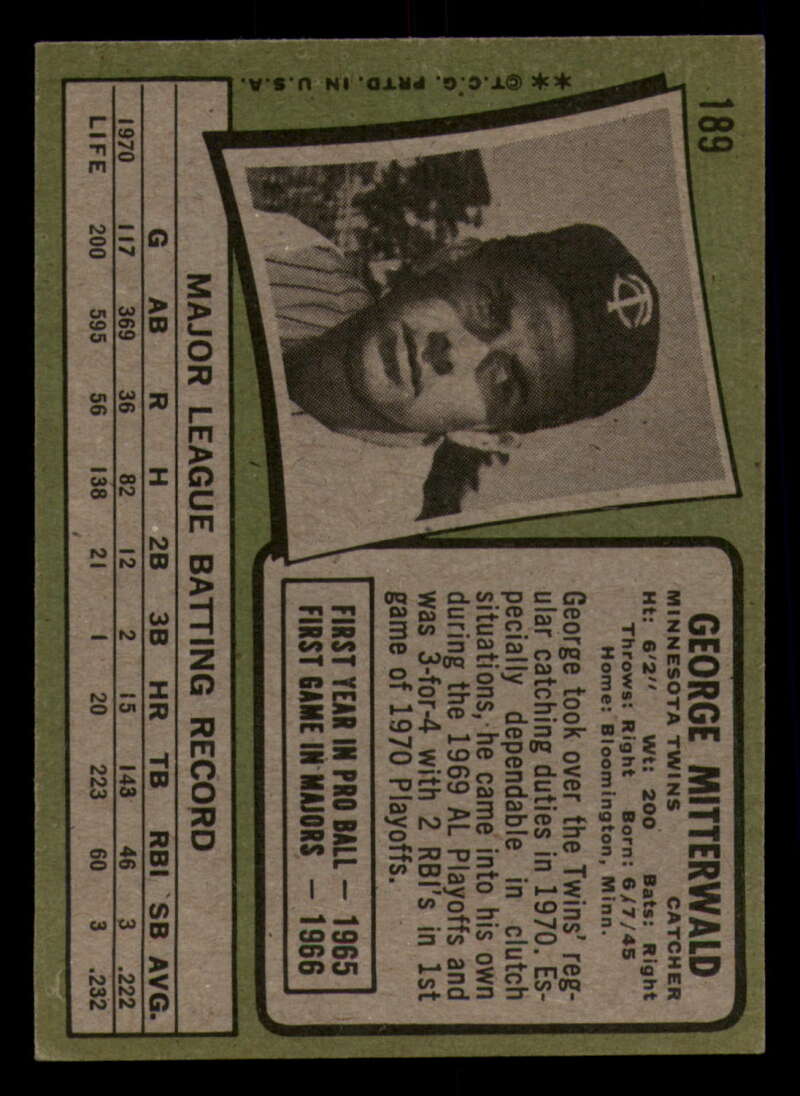 189
**©T.C.G. PRTD. IN U.S.A.
TC
GEORGE MITTERWALD
MINNESOTA TWINS CATCHER
Ht: 6'2" Wt: 200 Bats: Right
Throws: Right Born: 6/7/45
Home: Bloomington, Minn.
George took over the Twins' reg-
ular catching duties in 1970. Es-
pecially dependable in clutch
situations, he came into his own
during the 1969 AL Playoffs and
was 3-for-4 with 2 RBI's in 1st
game of 1970 Playoffs.
FIRST YEAR IN PRO BALL — 1965
FIRST GAME IN MAJORS — 1966
MAJOR LEAGUE BATTING RECORD
G AB R H 2B 3B HR TB RBI SB AVG.
1970 117 369 36 82 12 2 15 143 46 3 .222
LIFE 200 595 56 138 21 1 20 223 60 3 .232